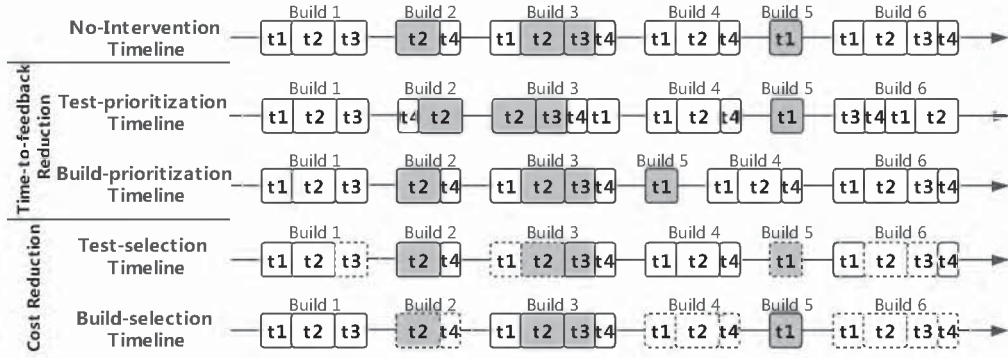 Build 1 Build 2 Build 3 Build 4 Build 5 Build 6
No-Intervention
Timeline
t1 t2 t3 t2 t4 t1 t2 t3 t4 t1 t2 t4 t1 t1 t2 t3 t4
Time-to-feedback
Reduction
Build 1 Build 2 Build 3 Build 4 Build 5 Build 6
Test-prioritization
Timeline
t1 t2 t3 t4 t2 t2 t3 t4 t1 t1 t2 t4 t1 t3 t4 t1 t2
Build 1 Build 2 Build 3 Build 5 Build 4 Build 6
Build-prioritization
Timeline
t1 t2 t3 t2 t4 t1 t2 t3 t4 t1 t1 t2 t4 t1 t2 t3 t4
Cost Reduction
Build 1 Build 2 Build 3 Build 4 Build 5 Build 6
Test-selection
Timeline
t1 t2 t3 t2 t4 t1 t2 t3 t4 t1 t2 t4 t1 t1 t2 t3 t4
Build 1 Build 2 Build 3 Build 4 Build 5 Build 6
Build-selection
Timeline
t1 t2 t3 t2 t4 t1 t2 t3 t4 t1 t2 t4 t1 t1 t2 t3 t4